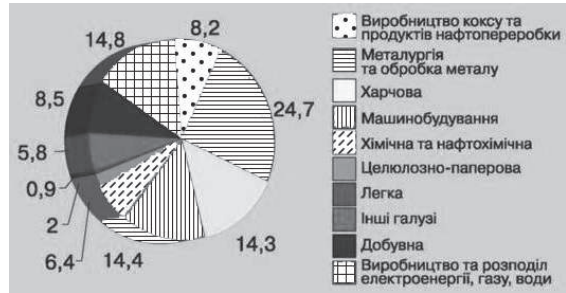 14,8
8,2
24,7
14,3
14,4
6,4
2
0,9
5,8
8,5
Виробництво коксу та
продуктів нафтопереробки
Металургія
та обробка металу
Харчова
Машинобудування
Хімічна та нафтохімічна
Целюлозно-паперова
Легка
Інші галузі
Добувна
Виробництво та розподіл
електроенергії, газу, води